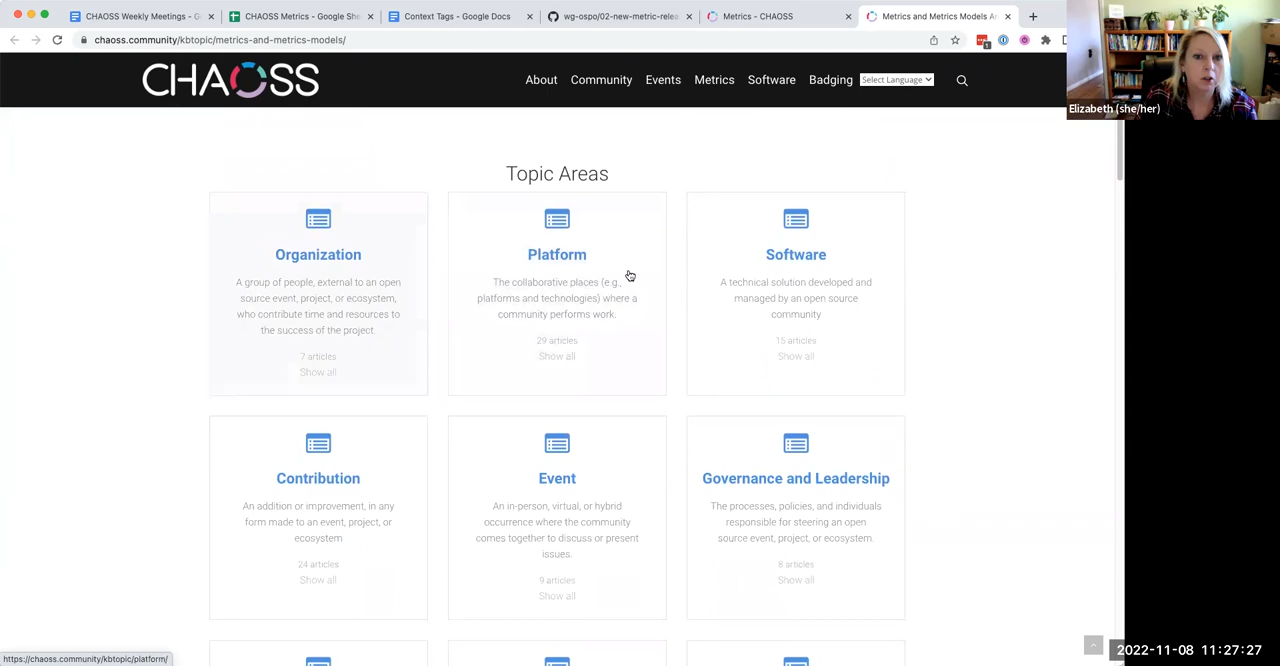 CHAOSS Weekly Meetings - G
CHAOSS Metrics - Google She
Context Tags - Google Docs
wg-ospo/02-new-metric-relea
Metrics - CHAOSS
Metrics and Metrics Models Ar
chaoss.community/kbtopic/metrics-and-metrics-models/
1
CHAOSS
About
Community
Events
Metrics
Software
Badging
Select Language
Elizabeth (she/her)
Topic Areas
Organization
A group of people, external to an open
source event, project, or ecosystem,
who contribute time and resources to
the success of the project.
7 articles
Show all
Platform
The collaborative places (e.g.,
platforms and technologies) where a
community performs work.
29 articles
Show all
Software
A technical solution developed and
managed by an open source
community
15 articles
Show all
Contribution
An addition or improvement, in any
form made to an event, project, or
ecosystem
24 articles
Show all
Event
An in-person, virtual, or hybrid
occurrence where the community
comes together to discuss or present
issues.
9 articles
Show all
Governance and Leadership
The processes, policies, and individuals
responsible for steering an open
source event, project, or ecosystem.
8 articles
Show all
https://chaoss.community/kbtopic/platform/
2022-11-08 11:27:27